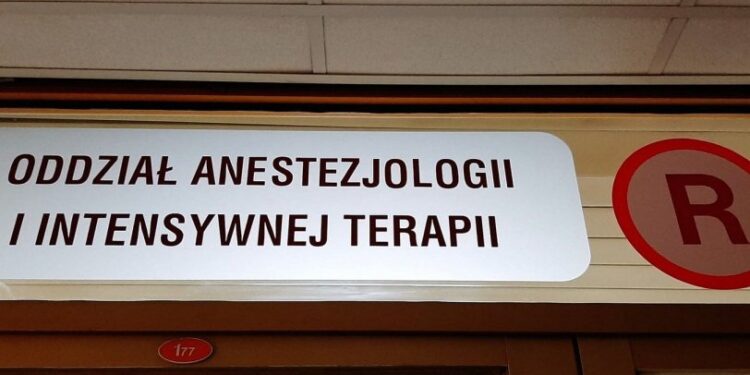 ODDZIAŁ ANESTEZJOLOGII
I INTENSYWNEJ TERAPII
R
177